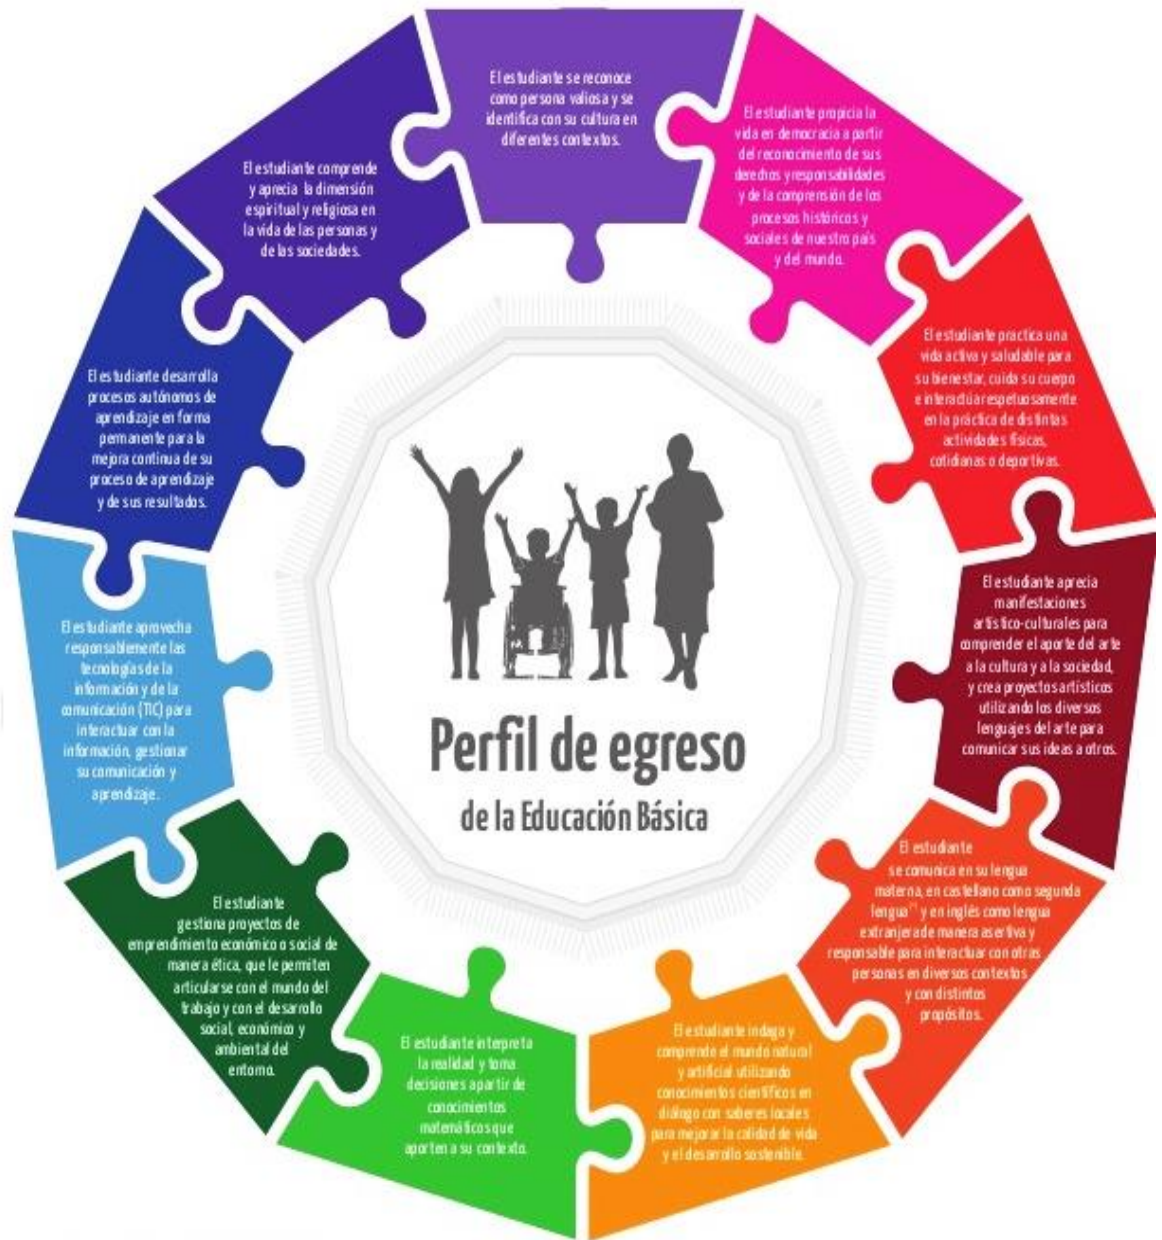 El estudiante se reconoce
como persona valiosa y se
identifica con su cultura en
diferentes contextos.
El estudiante propicia la
vida en democracia a partir
del reconocimiento de sus
derechos y responsabilidades
y de la comprensión de los
procesos históricos y
sociales de nuestro país
y del mundo.
El estudiante practica una
vida activa y saludable para
su bienestar, cuida su cuerpo
e interactúa respetuosamente
en la práctica de distintas
actividades físicas,
cotidianas o deportivas.
El estudiante aprecia
manifestaciones
artístico-culturales para
comprender el aporte del arte
a la cultura y a la sociedad,
y crea proyectos artísticos
utilizando los diversos
lenguajes del arte para
comunicar sus ideas a otros.
El estudiante
se comunica en su lengua
materna, en castellano como segunda
lengua(*) y en inglés como lengua
extranjera de manera asertiva y
responsable para interactuar con otras
personas en diversos contextos
y con distintos
propósitos.
El estudiante indaga y
comprende el mundo natural
y artificial utilizando
conocimientos científicos en
diálogo con saberes locales
para mejorar la calidad de vida
y el desarrollo sostenible.
El estudiante interpreta
la realidad y toma
decisiones a partir de
conocimientos
matemáticos que
aporten a su contexto.
El estudiante
gestiona proyectos de
emprendimiento económico o social de
manera ética, que le permiten
articularse con el mundo del
trabajo y con el desarrollo
social, económico y
ambiental del
entorno.
El estudiante aprovecha
responsablemente las
tecnologías de la
información y de la
comunicación (TIC) para
interactuar con la
información, gestionar
su comunicación y
aprendizaje.
El estudiante desarrolla
procesos autónomos de
aprendizaje en forma
permanente para la
mejora continua de su
proceso de aprendizaje
y de sus resultados.
El estudiante comprende
y aprecia la dimensión
espiritual y religiosa en
la vida de las personas y
de las sociedades.
Perfil de egreso
de la Educación Básica